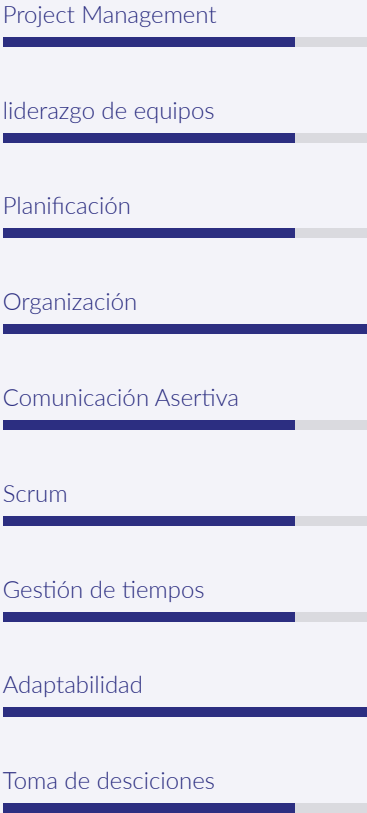 Project Management
liderazgo de equipos
Planificación
Organización
Comunicación Asertiva
Scrum
Gestión de tiempos
Adaptabilidad
Toma de desciciones